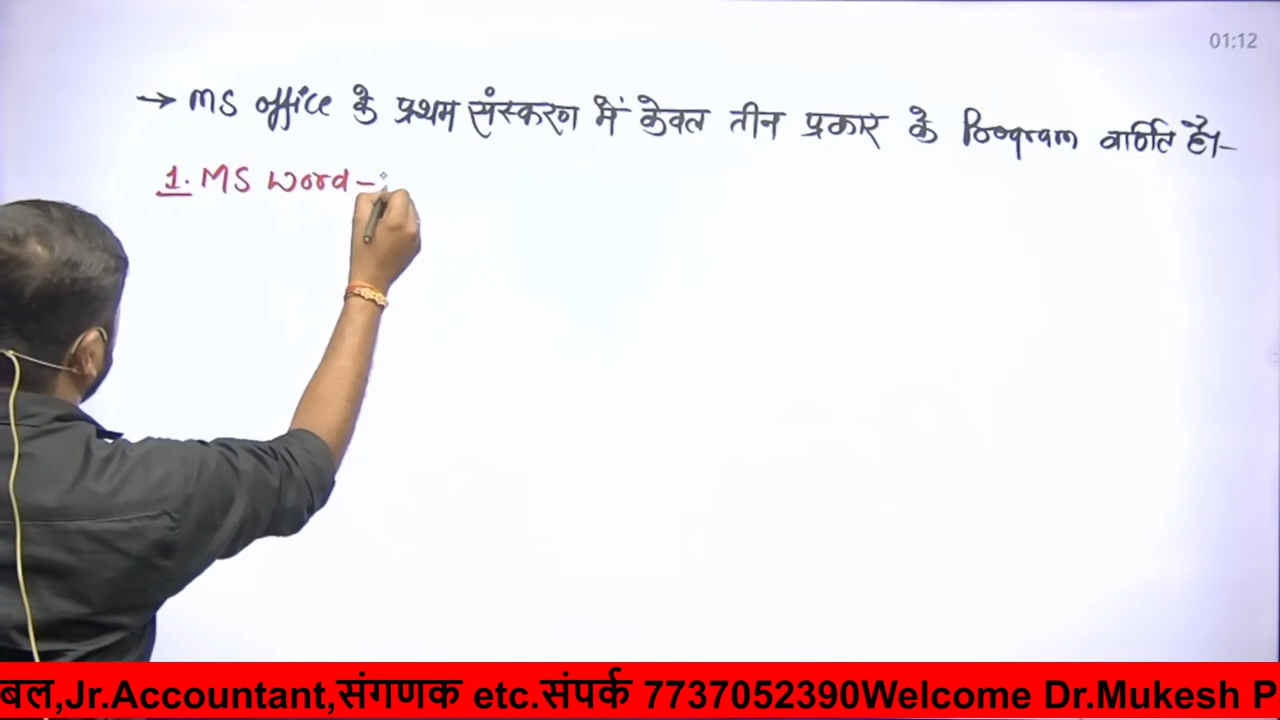 01:12
→ MS office के प्रथम संस्करण में केवल तीन प्रकार के Program वर्णित है।-
1. MS Word -
बल,Jr.Accountant,संगणक etc.संपर्क 7737052390Welcome Dr.Mukesh P